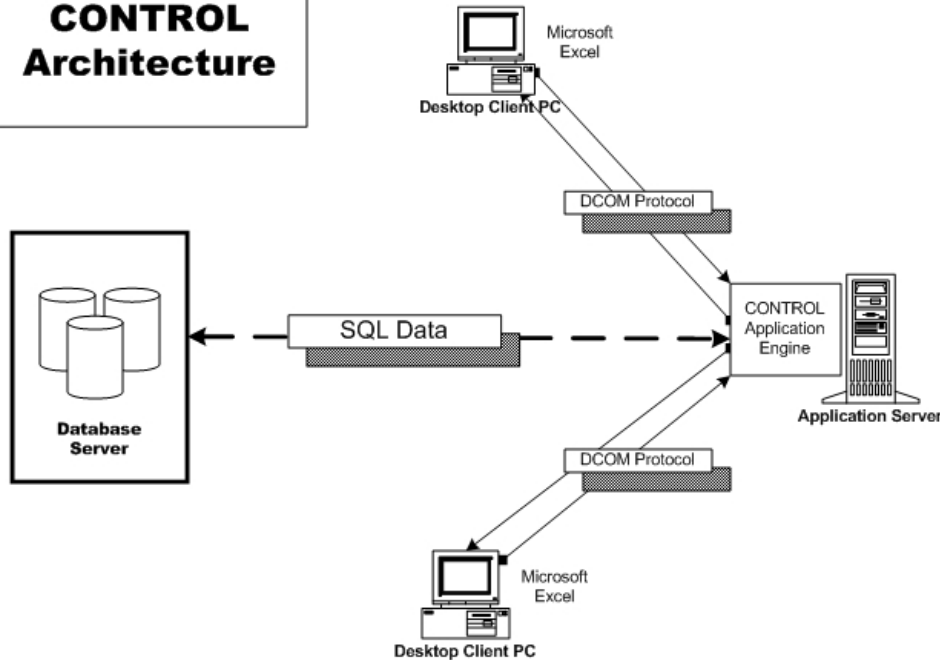 CONTROL
Architecture
Microsoft
Excel
Desktop Client PC
DCOM Protocol
SQL Data
CONTROL
Application
Engine
Application Server
Database
Server
DCOM Protocol
Microsoft
Excel
Desktop Client PC